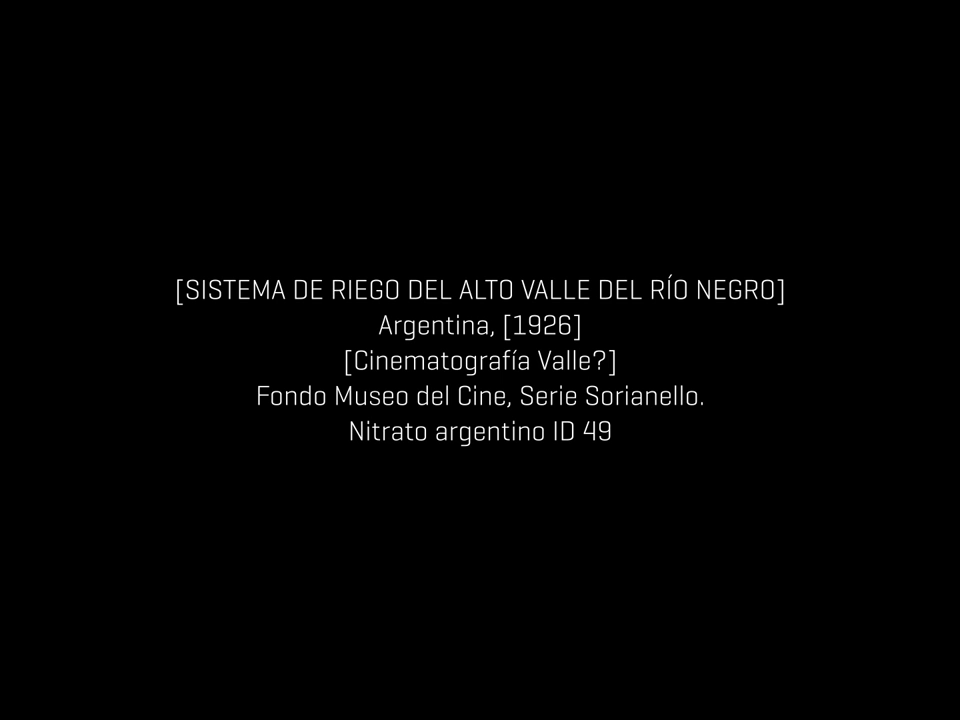 [SISTEMA DE RIEGO DEL ALTO VALLE DEL RÍO NEGRO]
Argentina, [1926]
[Cinematografía Valle?]
Fondo Museo del Cine, Serie Sorianello.
Nitrato argentino ID 49